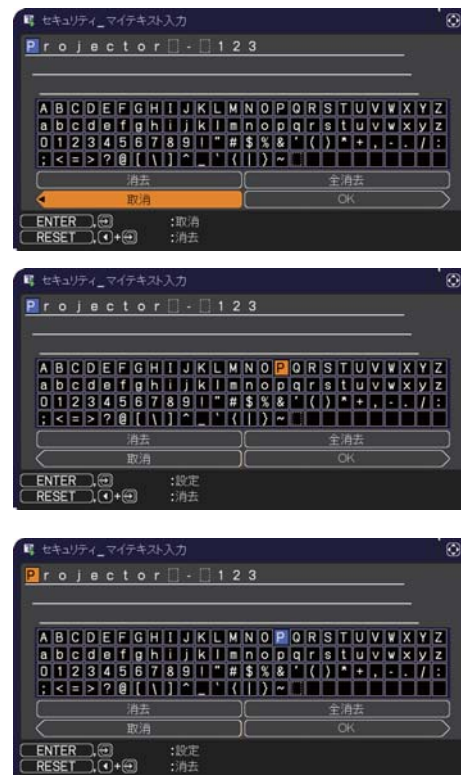 セキュリティ_マイテキスト入力
Projector□-□123
A B C D E F G H I J K L M N O P Q R S T U V W X Y Z
a b c d e f g h i j k l m n o p q r s t u v w x y z
0 1 2 3 4 5 6 7 8 9 ! " # $ % & ' ( ) * + , - . / :
; < = > ? @ [ \ ] ^ _ ` { | } ~
消去 全消去
取消 OK
ENTER , :取消
RESET , + :消去
セキュリティ_マイテキスト入力
Projector□-□123
A B C D E F G H I J K L M N O P Q R S T U V W X Y Z
a b c d e f g h i j k l m n o p q r s t u v w x y z
0 1 2 3 4 5 6 7 8 9 ! " # $ % & ' ( ) * + , - . / :
; < = > ? @ [ \ ] ^ _ ` { | } ~
消去 全消去
取消 OK
ENTER , :設定
RESET , + :消去
セキュリティ_マイテキスト入力
Projector□-□123
A B C D E F G H I J K L M N O P Q R S T U V W X Y Z
a b c d e f g h i j k l m n o p q r s t u v w x y z
0 1 2 3 4 5 6 7 8 9 ! " # $ % & ' ( ) * + , - . / :
; < = > ? @ [ \ ] ^ _ ` { | } ~
消去 全消去
取消 OK
ENTER , :設定
RESET , + :消去